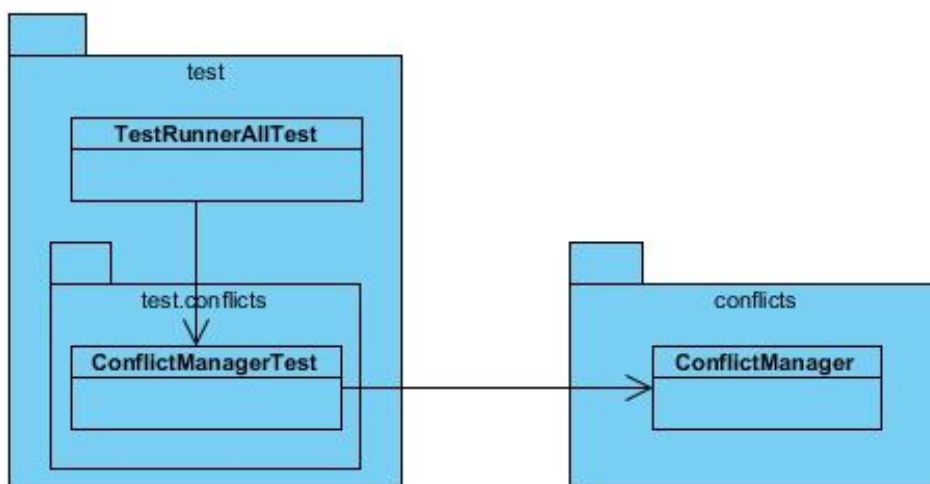 test
TestRunnerAllTest
test.conflicts
ConflictManagerTest
conflicts
ConflictManager